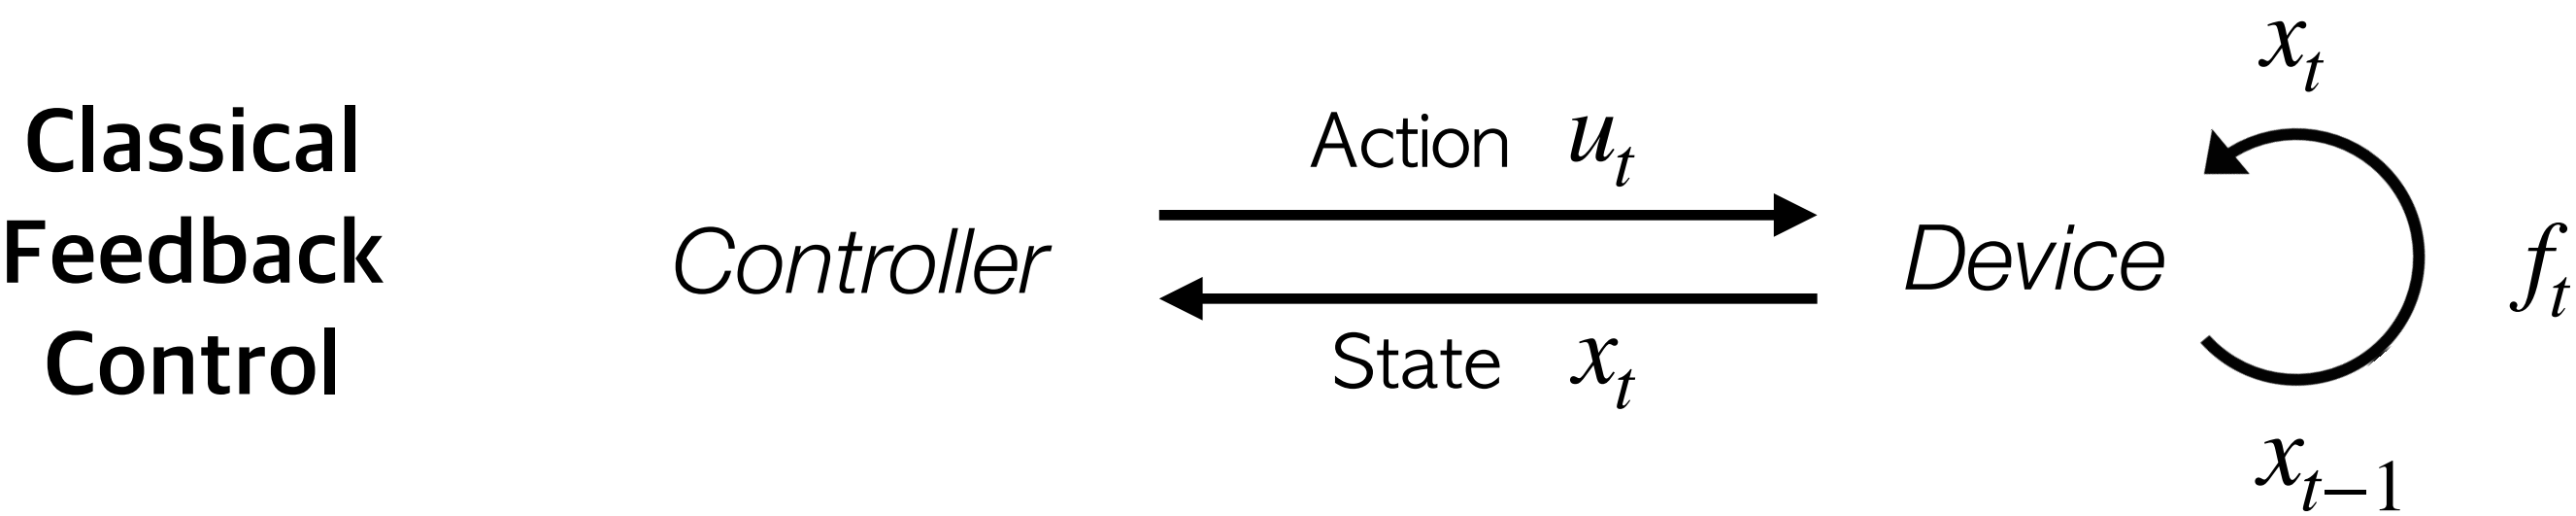 Classical
Feedback
Control
Controller
Action u_t
State x_t
Device
x_t
f_t
x_{t−1}